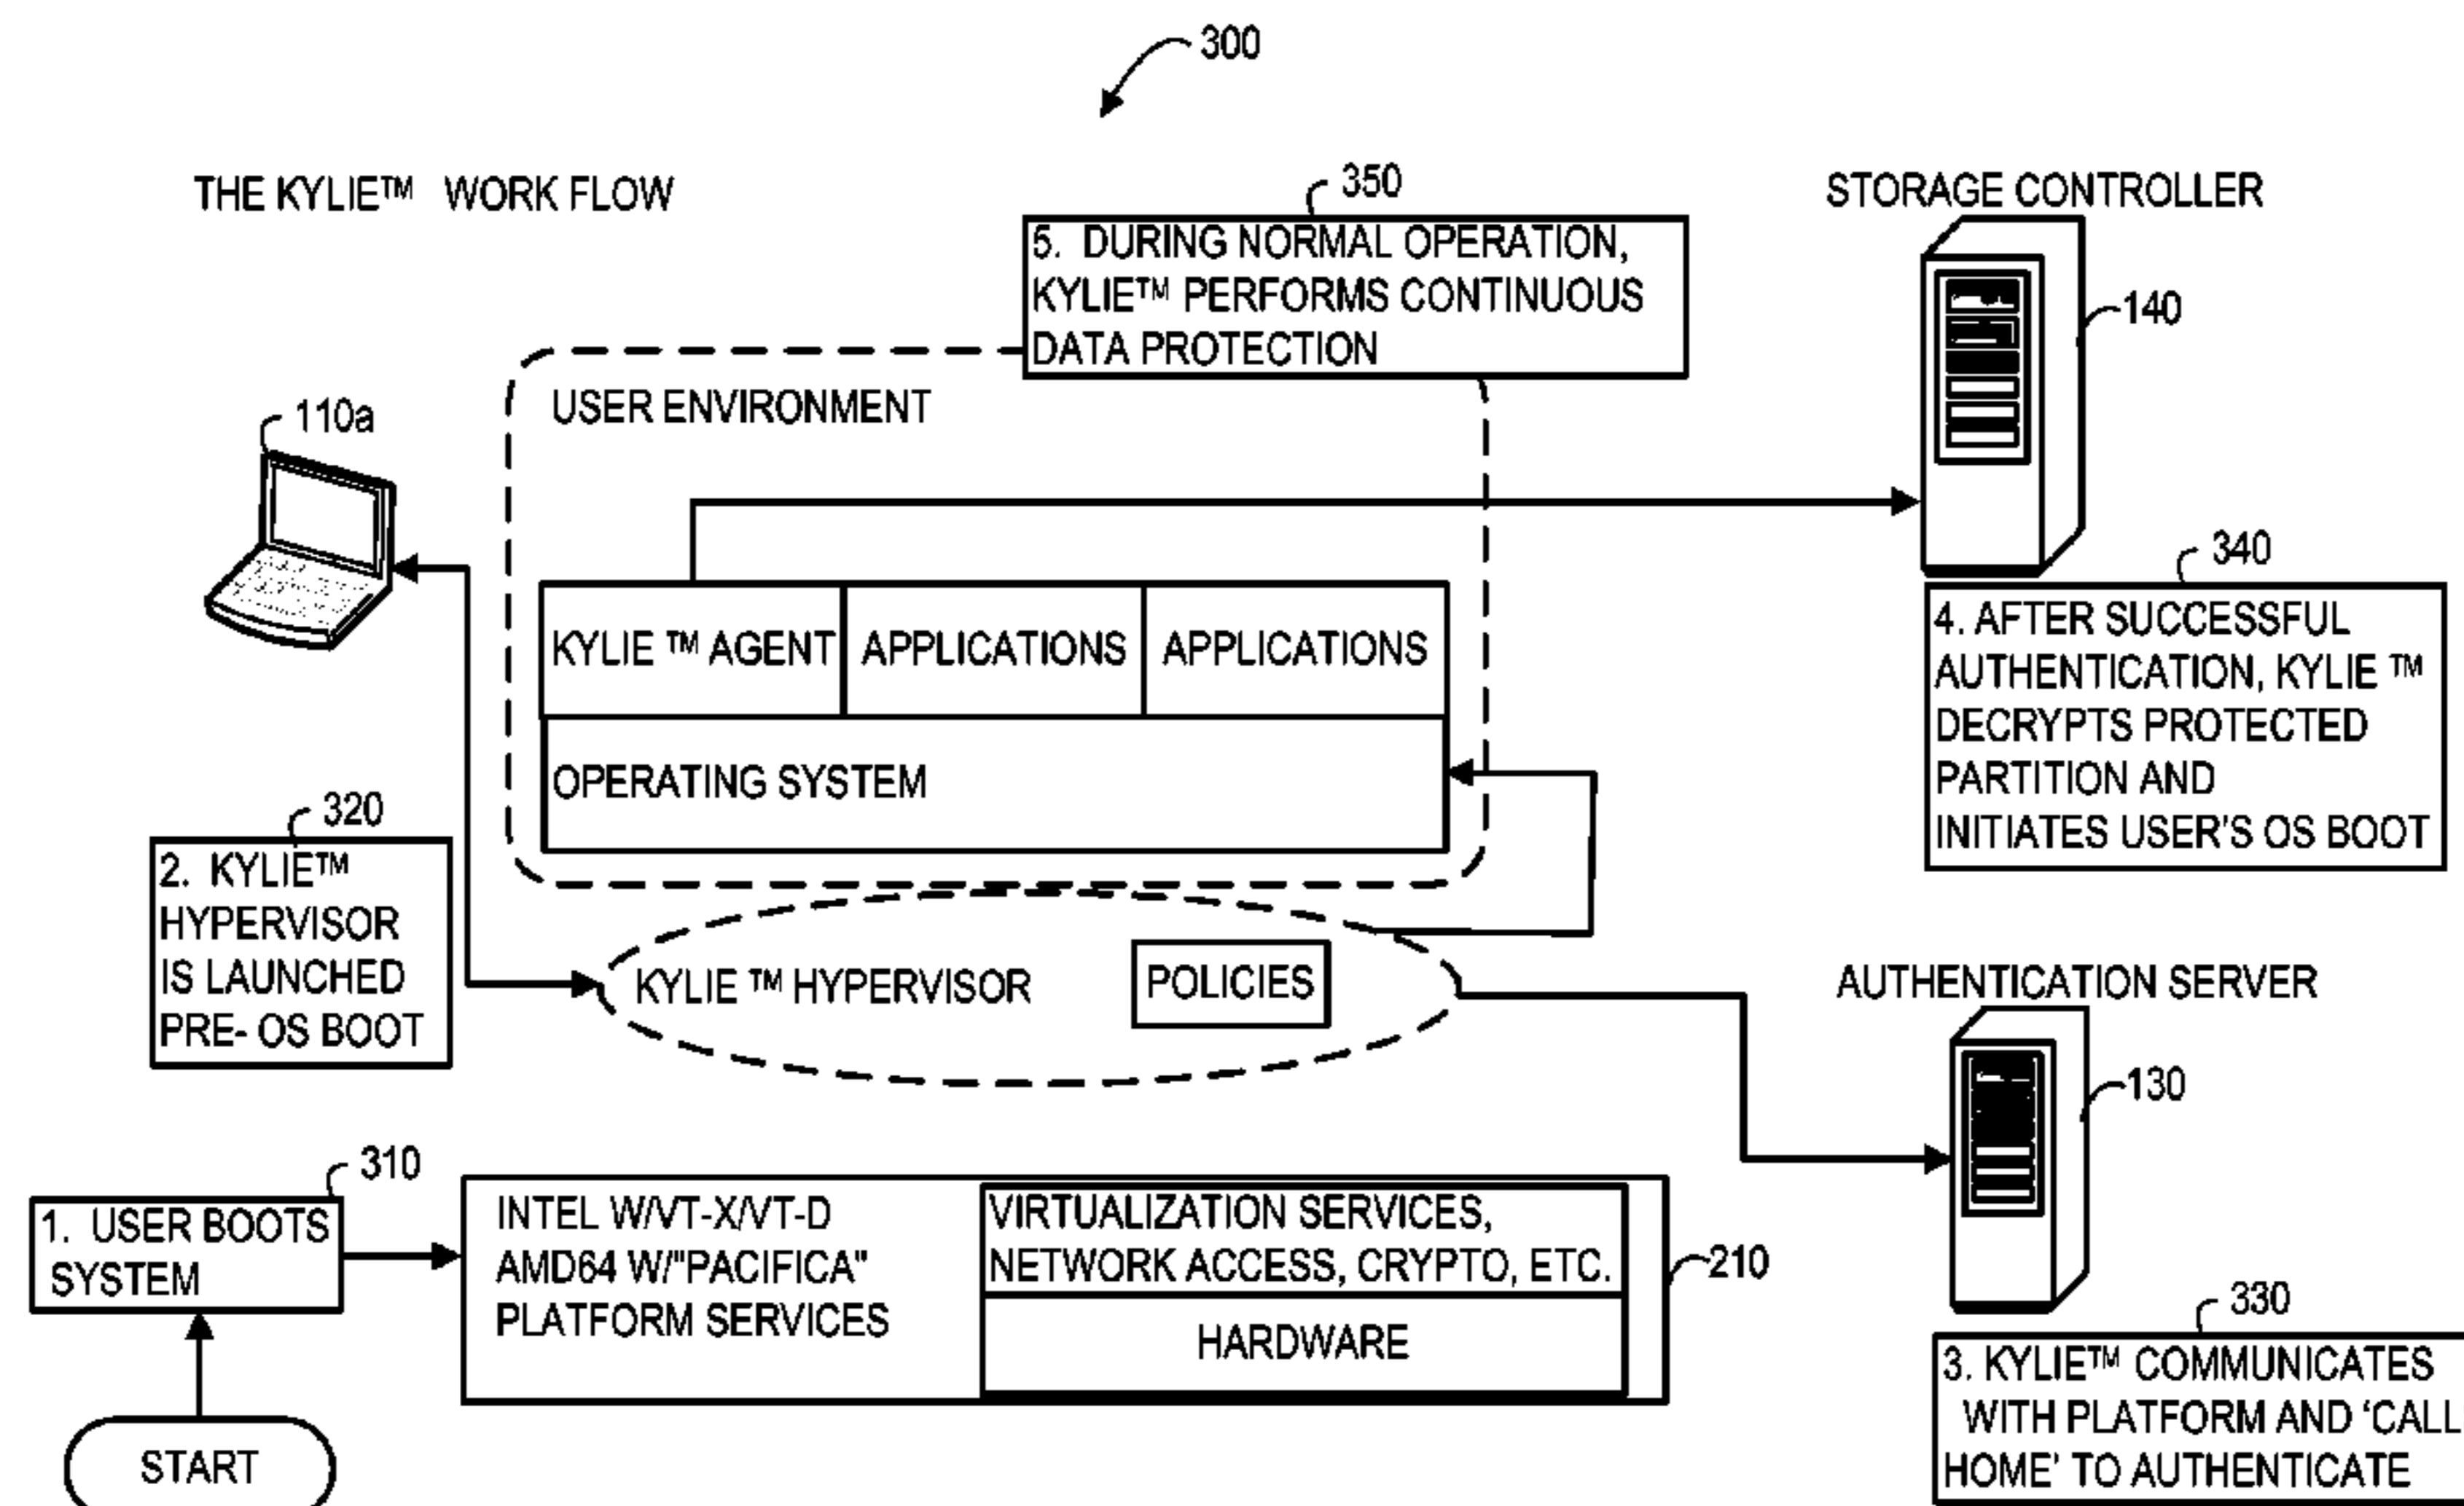 300
THE KYLIE™ WORK FLOW
350
5. DURING NORMAL OPERATION,
KYLIE™ PERFORMS CONTINUOUS
DATA PROTECTION
STORAGE CONTROLLER
140
USER ENVIRONMENT
110a
KYLIE ™ AGENT
APPLICATIONS
APPLICATIONS
OPERATING SYSTEM
340
4. AFTER SUCCESSFUL
AUTHENTICATION, KYLIE ™
DECRYPTS PROTECTED
PARTITION AND
INITIATES USER'S OS BOOT
320
2. KYLIE™
HYPERVISOR
IS LAUNCHED
PRE- OS BOOT
KYLIE ™ HYPERVISOR
POLICIES
AUTHENTICATION SERVER
130
310
1. USER BOOTS
SYSTEM
INTEL W/VT-X/VT-D
AMD64 W/"PACIFICA"
PLATFORM SERVICES
VIRTUALIZATION SERVICES,
NETWORK ACCESS, CRYPTO, ETC.
HARDWARE
210
330
3. KYLIE™ COMMUNICATES
WITH PLATFORM AND 'CALL
HOME' TO AUTHENTICATE
START